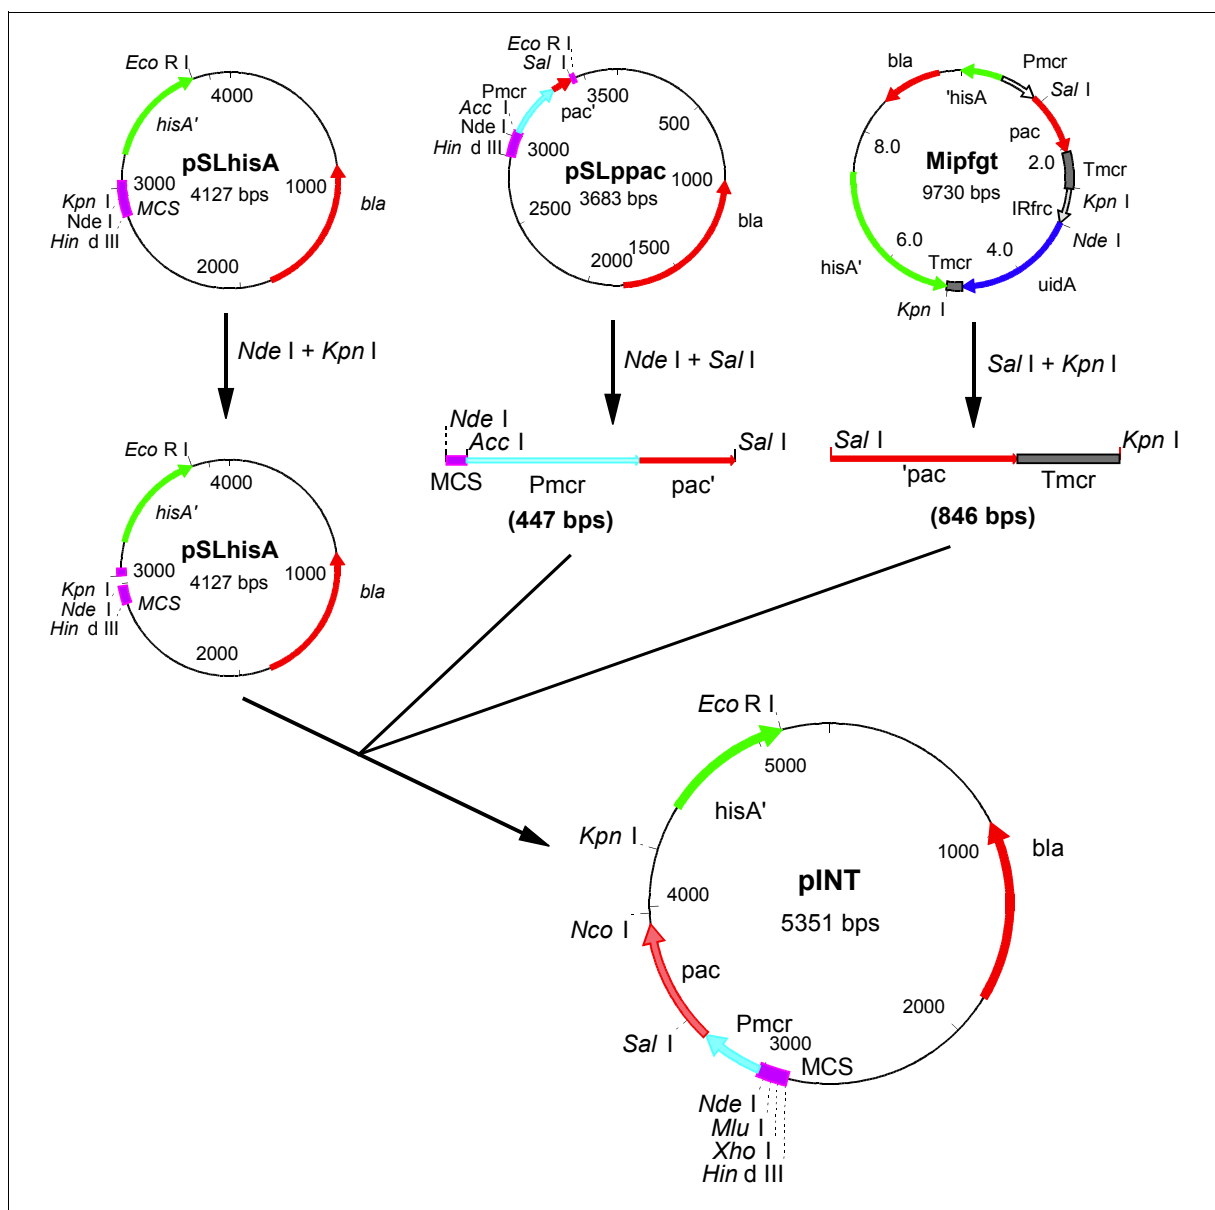 Eco R I
4000
hisA'
pSLhisA
4127 bps
3000
1000
Kpn I
MCS
Nde I
Hin d III
bla
2000
Eco R I
Sal I
Pmcr
Acc I
Nde I
Hin d III
pac'
3500
500
pSLppac
3683 bps
3000
1000
2500
bla
1500
2000
bla
Pmcr
'hisA
Sal I
pac
8.0
2.0
Mipfgt
9730 bps
Tmcr
IRfrc
Kpn I
Nde I
6.0
4.0
hisA'
Tmcr
uidA
Kpn I
Nde I + Kpn I
Nde I + Sal I
Sal I + Kpn I
Nde I
Acc I
Sal I
MCS
Pmcr
pac'
(447 bps)
Sal I
Kpn I
'pac
Tmcr
(846 bps)
Eco R I
4000
hisA'
pSLhisA
4127 bps
3000
1000
Kpn I
MCS
Nde I
Hin d III
bla
2000
Eco R I
5000
hisA'
Kpn I
1000
bla
pINT
5351 bps
4000
Nco I
pac
2000
Sal I
Pmcr
3000
MCS
Nde I
Mlu I
Xho I
Hin d III